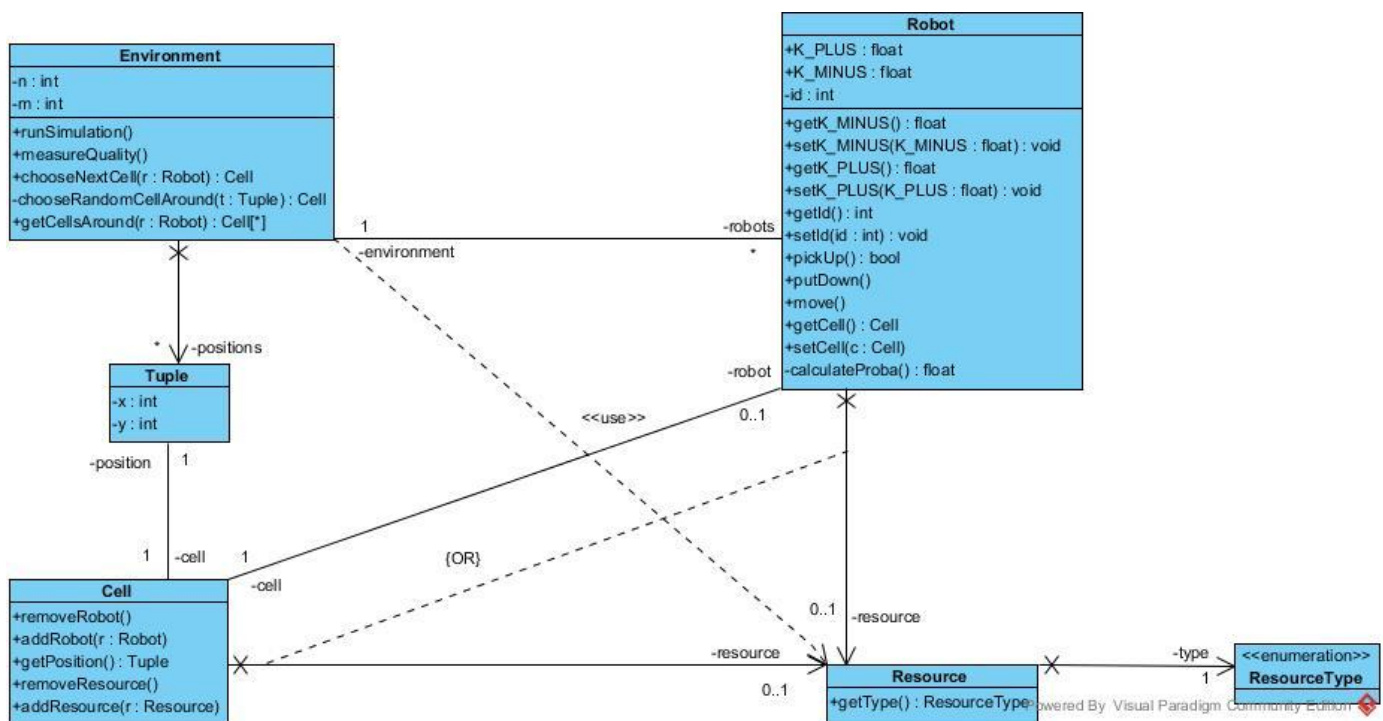 Environment
-n : int
-m : int
+runSimulation()
+measureQuality()
+chooseNextCell(r : Robot) : Cell
-chooseRandomCellAround(t : Tuple) : Cell
+getCellsAround(r : Robot) : Cell[*]
Robot
+K_PLUS : float
+K_MINUS : float
-id : int
+getK_MINUS() : float
+setK_MINUS(K_MINUS : float) : void
+getK_PLUS() : float
+setK_PLUS(K_PLUS : float) : void
+getId() : int
+setId(id : int) : void
+pickUp() : bool
+putDown()
+move()
+getCell() : Cell
+setCell(c : Cell)
-calculateProba() : float
1
-robots
-environment
*
* -positions
Tuple
-x : int
-y : int
-robot
0..1
<<use>>
-position 1
1 -cell
1
-cell
{OR}
0..1
-resource
Cell
+removeRobot()
+addRobot(r : Robot)
+getPosition() : Tuple
+removeResource()
+addResource(r : Resource)
-resource
0..1
Resource
+getType() : ResourceType
-type
1
<<enumeration>>
ResourceType
Powered By Visual Paradigm Community Edition